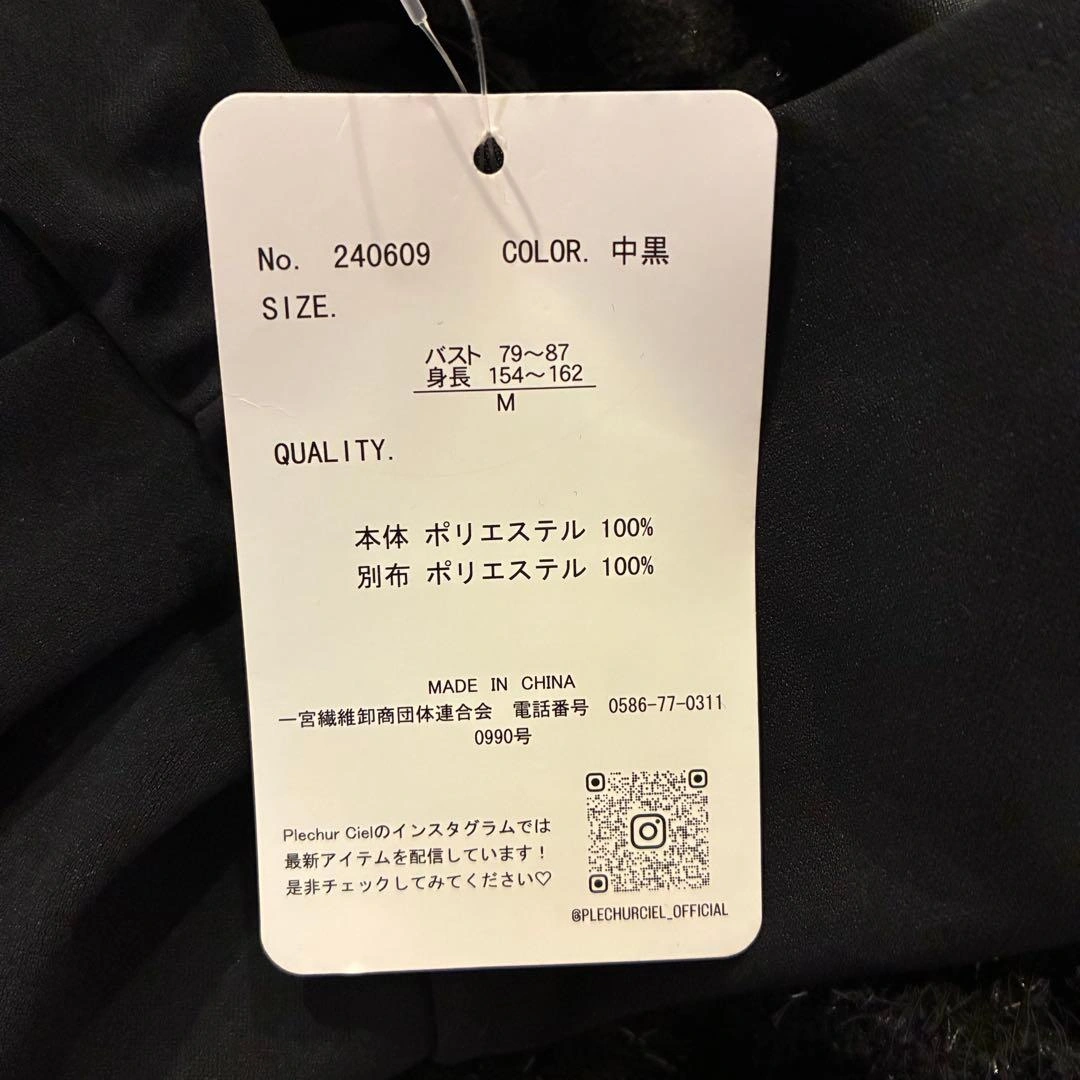 No. 240609 COLOR. 中黒
SIZE.
バスト 79～87
身長 154～162
M
QUALITY.
本体 ポリエステル 100%
別布 ポリエステル 100%
MADE IN CHINA
一宮繊維卸商団体連合会 電話番号 0586-77-0311
0990号
Plechur Cielのインスタグラムでは
最新アイテムを配信しています！
是非チェックしてみてください♡
@PLECHURCIEL_OFFICIAL